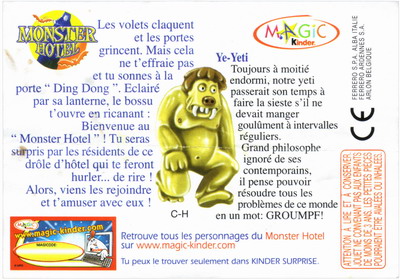 MONSTER
HOTEL
Les volets claquent
et les portes
grincent. Mais cela
ne t'effraie pas
et tu sonnes à la
porte “ Ding Dong ”. Eclairé
par sa lanterne, le bossu
t'ouvre en ricanant :
Bienvenue au
“ Monster Hotel ” ! Tu seras
surpris par les résidents de ce
drôle d'hôtel qui te feront
hurler... de rire !
Alors, viens les rejoindre
et t'amuser avec eux !
MAGIC
Kinder
Ye-Yeti
Toujours à moitié
endormi, notre yeti
passerait son temps à
faire la sieste s'il ne
devait manger
goulûment à intervalles
réguliers.
Grand philosophe
ignoré de ses
contemporains,
il pense pouvoir
résoudre tous les
problèmes de ce monde
en un mot: GROUMPF!
C-H
FERRERO S.P.A. ALBA ITALIE
FERRERO ARDENNES S.A.
ARLON BELGIQUE
CE
ATTENTION A LIRE ET A CONSERVER
JOUET NE CONVENANT PAS AUX ENFANTS
DE MOINS DE 3 ANS. LES PETITES PIECES
POURRAIENT ETRE AVALEES OU INHALEES.
www.magic-kinder.com
MAGICODE
Retrouve tous les personnages du Monster Hotel
sur www.magic-kinder.com
Tu peux le trouver seulement dans KINDER SURPRISE.